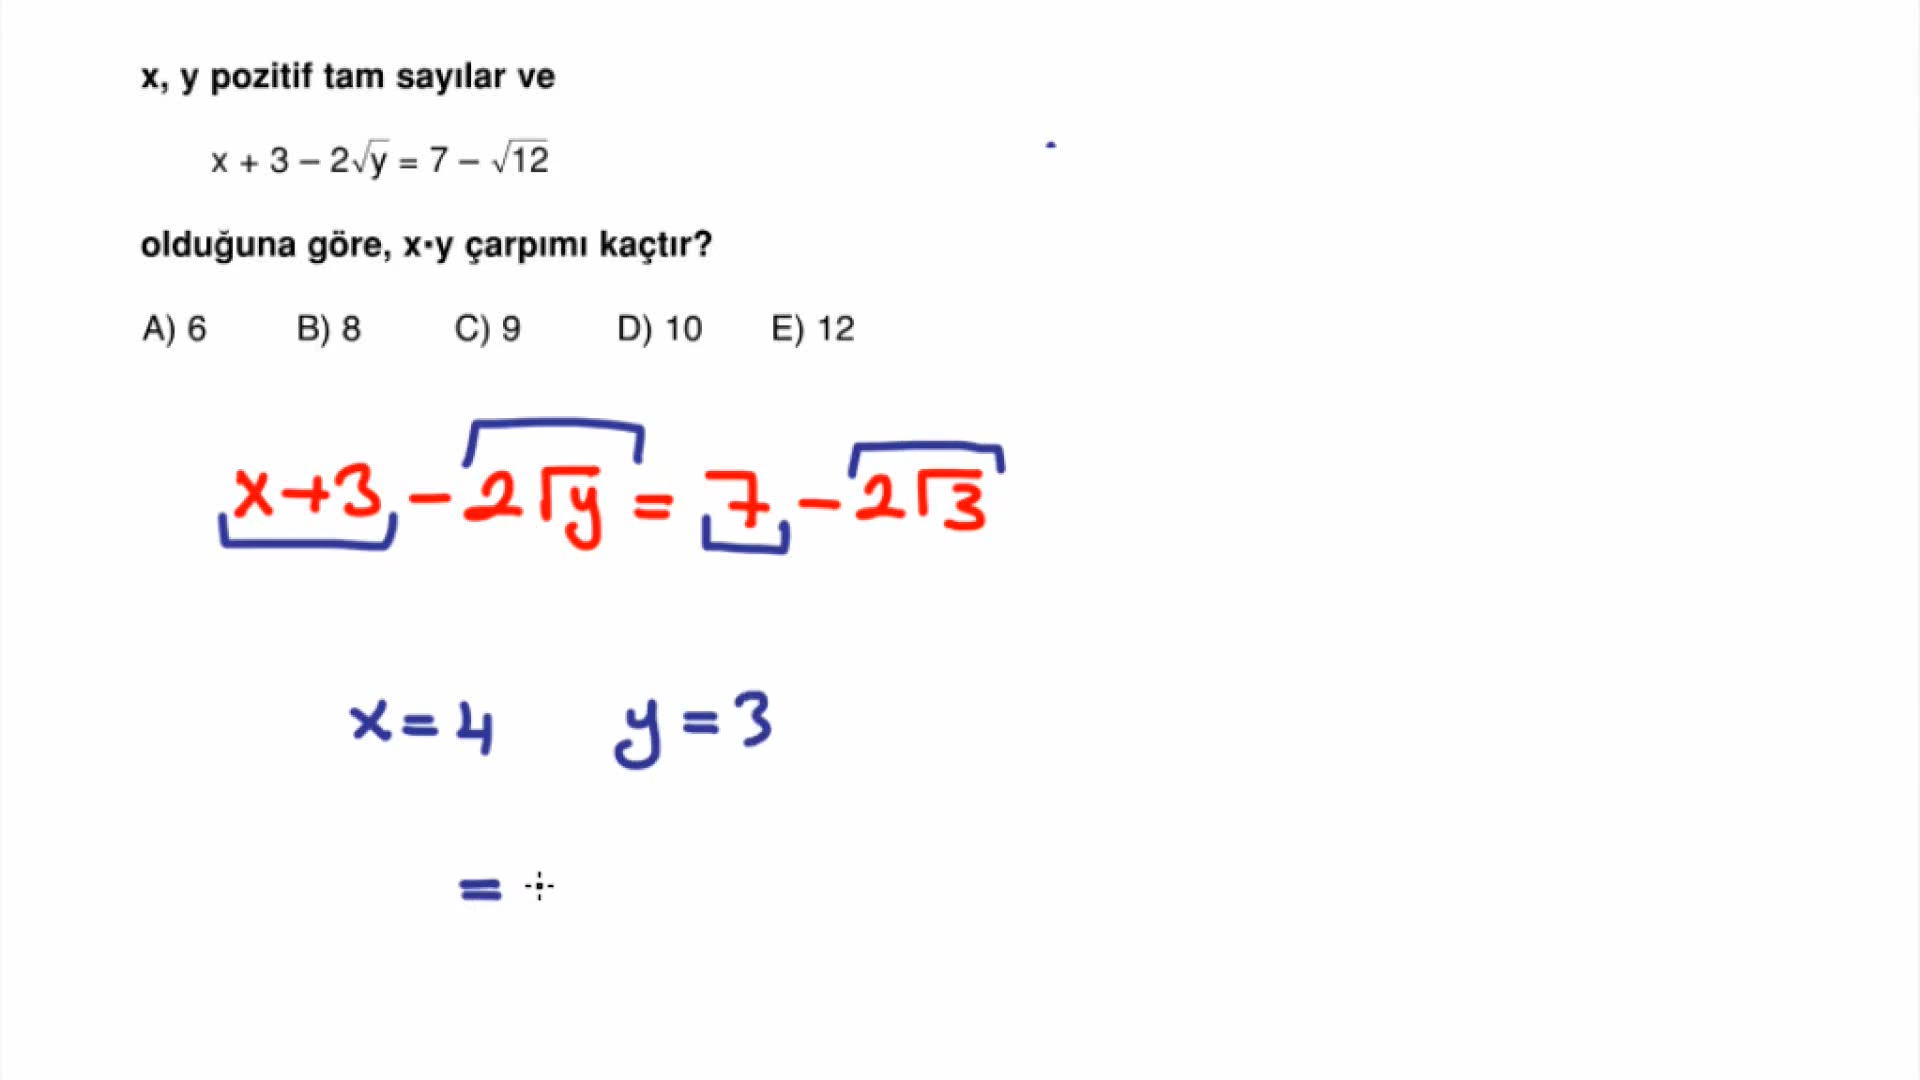 x, y pozitif tam sayılar ve
x + 3 – 2√y = 7 – √12
olduğuna göre, x·y çarpımı kaçtır?
A) 6 B) 8 C) 9 D) 10 E) 12
x+3 - 2√y = 7 - 2√3
x=4 y=3
=